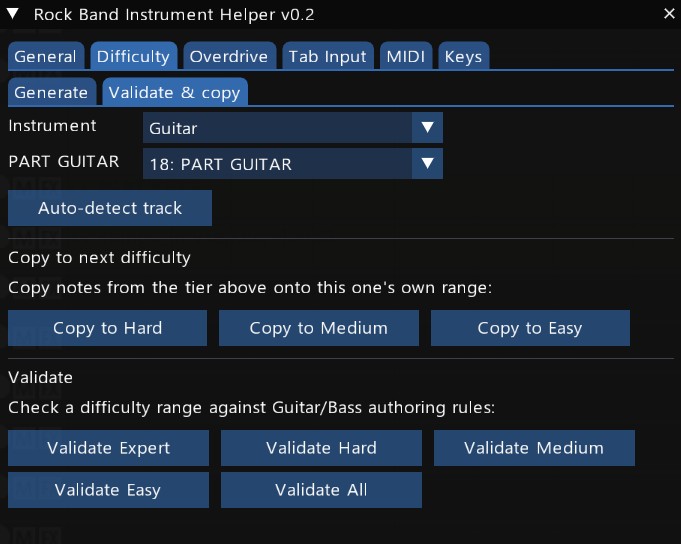 Rock Band Instrument Helper v0.2
General Difficulty Overdrive Tab Input MIDI Keys
Generate Validate & copy
Instrument Guitar
PART GUITAR 18: PART GUITAR
Auto-detect track
Copy to next difficulty
Copy notes from the tier above onto this one's own range:
Copy to Hard Copy to Medium Copy to Easy
Validate
Check a difficulty range against Guitar/Bass authoring rules:
Validate Expert Validate Hard Validate Medium
Validate Easy Validate All